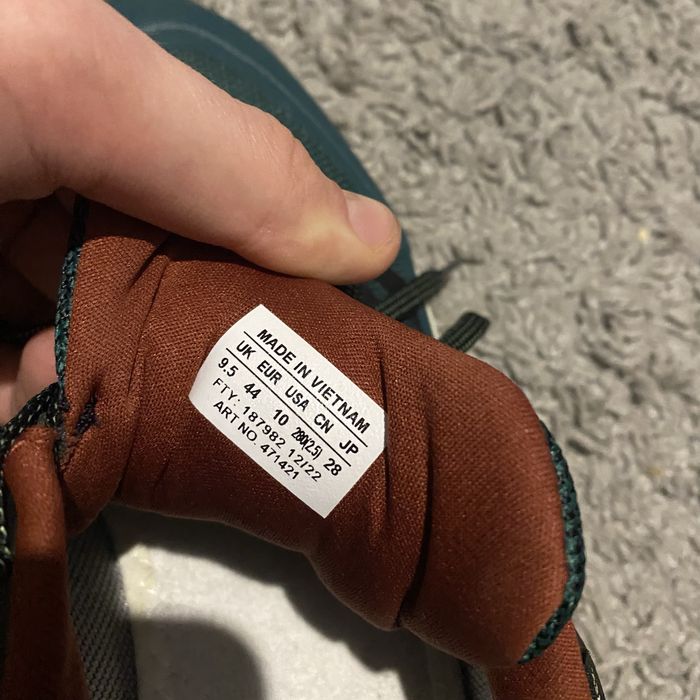 MADE IN VIETNAM
UK EUR USA CN JP
9.5 44 10 280(2.5) 28
FTY: 187982 12/22
ART NO. 471421